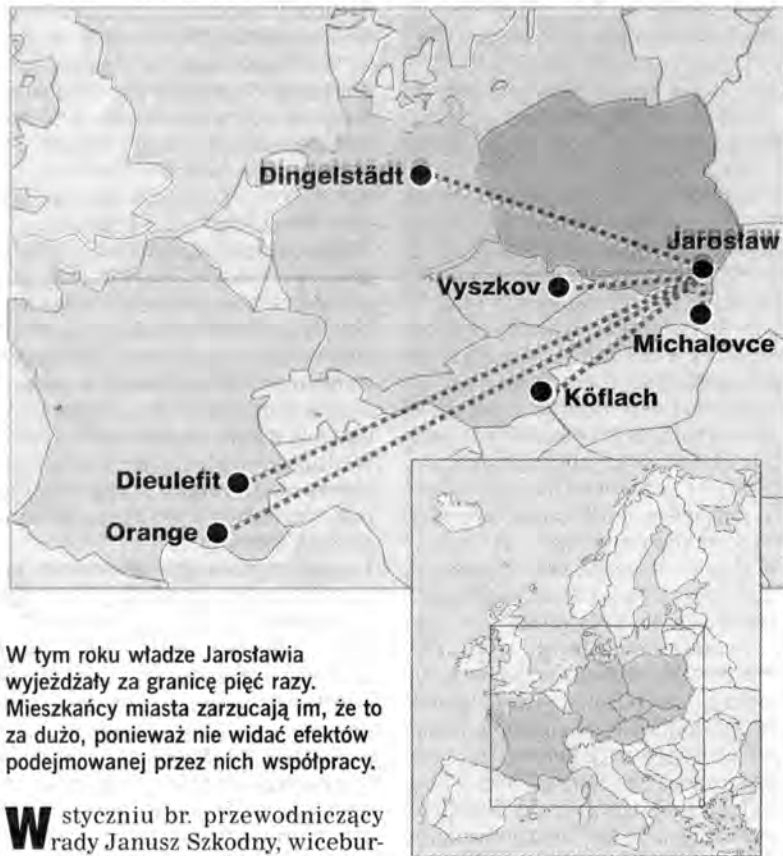 Dingelstädt
Jarosław
Vyszkov
Michalovce
Köflach
Dieulefit
Orange
W tym roku władze Jarosławia
wyjeżdżały za granicę pięć razy.
Mieszkańcy miasta zarzucają im, że to
za dużo, ponieważ nie widać efektów
podejmowanej przez nich współpracy.
W styczniu br. przewodniczący
rady Janusz Szkodny, wicebur-